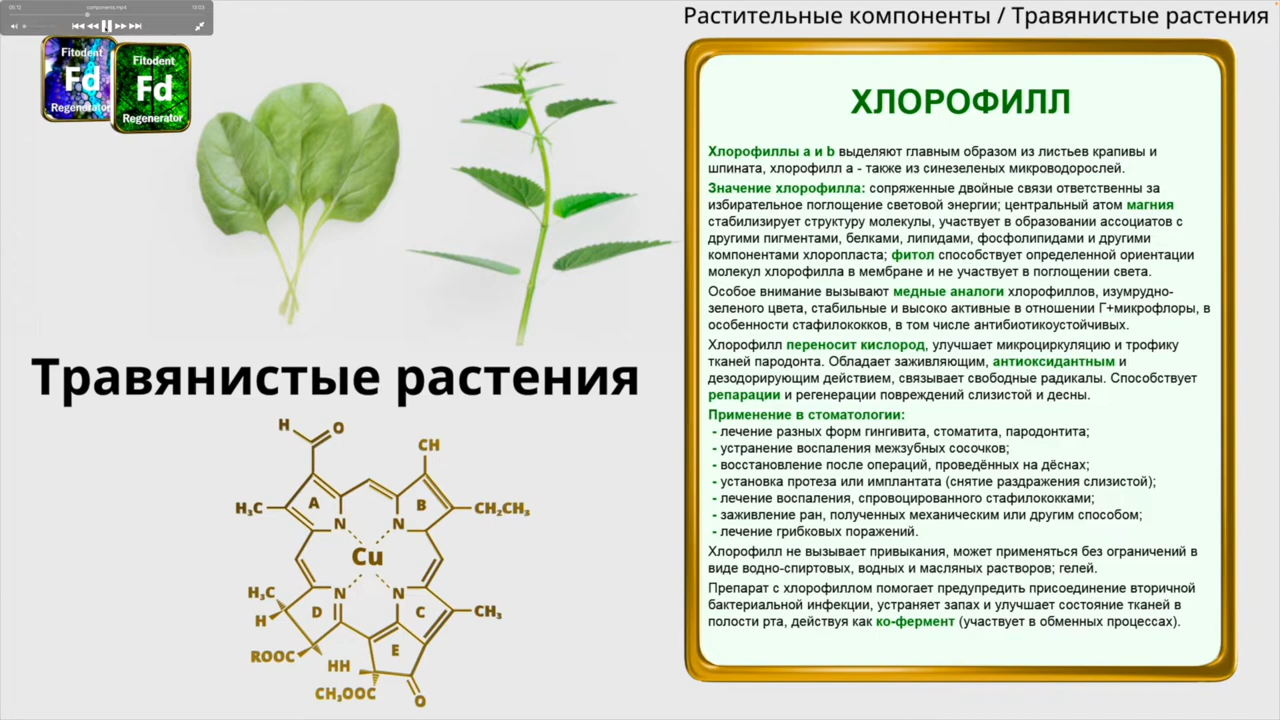 05:12
components.mp4
13:03
Растительные компоненты / Травянистые растения
Fitodent
Fd
Regenerator
Fitodent
Fd
Regenerator
Травянистые растения
H
O
CH
H₃C
A
B
CH₂CH₃
N
N
Cu
H₃C
N
N
H
D
C
CH₃
ROOC
HH
E
CH₃OOC
O
ХЛОРОФИЛЛ
Хлорофиллы a и b выделяют главным образом из листьев крапивы и
шпината, хлорофилл а - также из синезеленых микроводорослей.
Значение хлорофилла: сопряженные двойные связи ответственны за
избирательное поглощение световой энергии; центральный атом магния
стабилизирует структуру молекулы, участвует в образовании ассоциатов с
другими пигментами, белками, липидами, фосфолипидами и другими
компонентами хлоропласта; фитол способствует определенной ориентации
молекул хлорофилла в мембране и не участвует в поглощении света.
Особое внимание вызывают медные аналоги хлорофиллов, изумрудно-
зеленого цвета, стабильные и высоко активные в отношении Г+микрофлоры, в
особенности стафилококков, в том числе антибиотикоустойчивых.
Хлорофилл переносит кислород, улучшает микроциркуляцию и трофику
тканей пародонта. Обладает заживляющим, антиоксидантным и
дезодорирующим действием, связывает свободные радикалы. Способствует
репарации и регенерации повреждений слизистой и десны.
Применение в стоматологии:
- лечение разных форм гингивита, стоматита, пародонтита;
- устранение воспаления межзубных сосочков;
- восстановление после операций, проведённых на дёснах;
- установка протеза или имплантата (снятие раздражения слизистой);
- лечение воспаления, спровоцированного стафилококками;
- заживление ран, полученных механическим или другим способом;
- лечение грибковых поражений.
Хлорофилл не вызывает привыкания, может применяться без ограничений в
виде водно-спиртовых, водных и масляных растворов; гелей.
Препарат с хлорофиллом помогает предупредить присоединение вторичной
бактериальной инфекции, устраняет запах и улучшает состояние тканей в
полости рта, действуя как ко-фермент (участвует в обменных процессах).